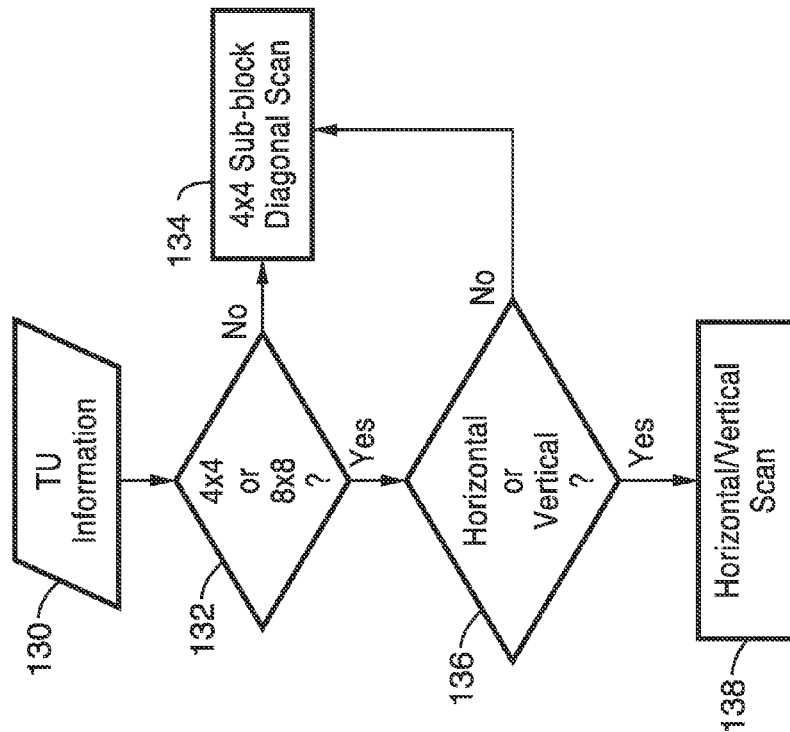 130
TU
Information
132
4x4
or
8x8
?
No
Yes
134
4x4 Sub-block
Diagonal Scan
136
Horizontal
or
Vertical
?
No
Yes
138
Horizontal/Vertical
Scan